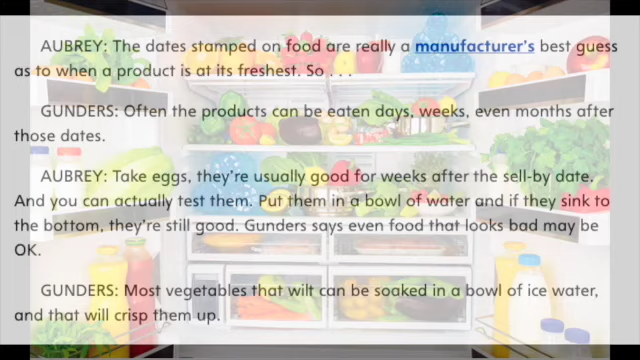 AUBREY: The dates stamped on food are really a manufacturer's best guess
as to when a product is at its freshest. So . . .
GUNDERS: Often the products can be eaten days, weeks, even months after
those dates.
AUBREY: Take eggs, they're usually good for weeks after the sell-by date.
And you can actually test them. Put them in a bowl of water and if they sink to
the bottom, they're still good. Gunders says even food that looks bad may be
OK.
GUNDERS: Most vegetables that wilt can be soaked in a bowl of ice water,
and that will crisp them up.